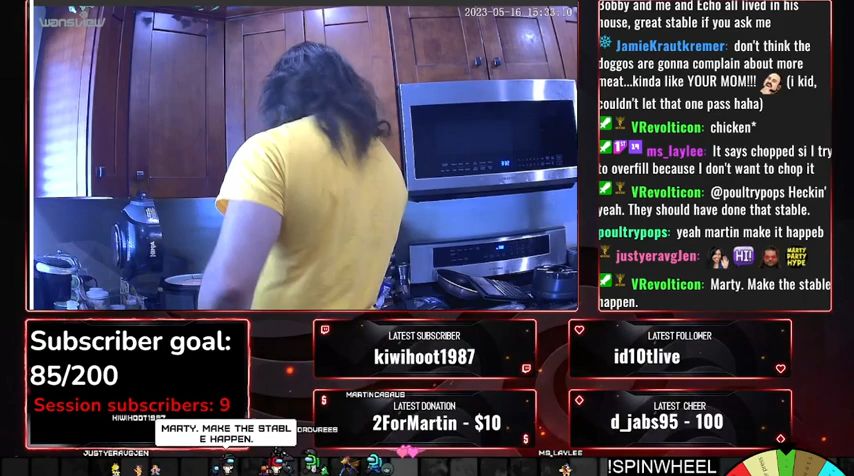 wansview
2023-05-16 15:33:10
Bobby and me and Echo all lived in his
house, great stable if you ask me
JamieKrautkremer: don't think the
doggos are gonna complain about more
meat...kinda like YOUR MOM!!! (i kid,
couldn't let that one pass haha)
VRevolticon: chicken*
1ST 19 ms_laylee: It says chopped si I try
to overfill because I don't want to chop it
VRevolticon: @poultrypops Heckin'
yeah. They should have done that stable.
poultrypops: yeah martin make it happeb
justyeravgJen: HI! MARTY PARTY HYPE
VRevolticon: Marty. Make the stable
happen.
Subscriber goal:
85/200
Session subscribers: 9
LATEST SUBSCRIBER
kiwihoot1987
LATEST FOLLOWER
id10tlive
MARTINCASAUS
LATEST DONATION
2ForMartin - $10
LATEST CHEER
d_jabs95 - 100
KIWIHOOT1987
MARTY. MAKE THE STABL
E HAPPEN.
JUSTYERAVGJEN
MS_LAYLEE
!SPINWHEEL